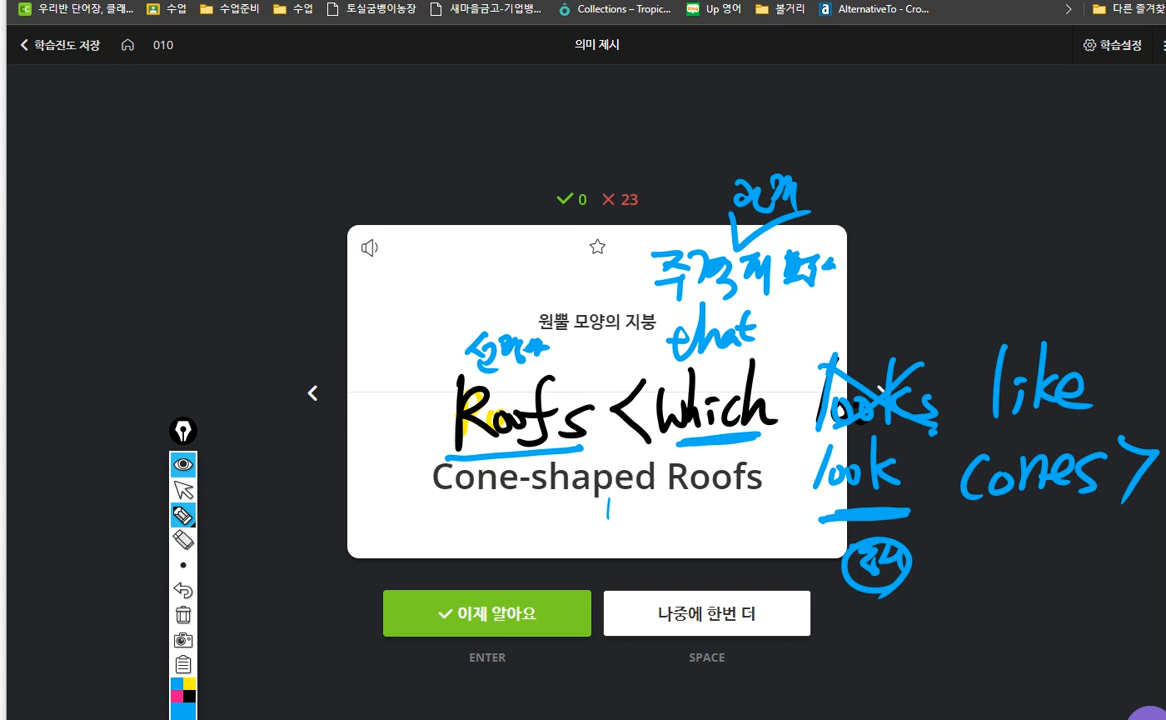 우리반 단어장, 클래... 수업 수업준비 수업 토실굼벵이농장 새마을금고-기업뱅... Collections – Tropic... Up 영어 볼거리 AlternativeTo - Cro... 다른 즐겨찾
학습진도 저장 010 의미 제시 학습설정
0 23
관계
주격
원뿔 모양의 지붕
선행사 that
Roofs < which looks like
Cone-shaped Roofs look cones >
이제 알아요 나중에 한번 더
ENTER SPACE